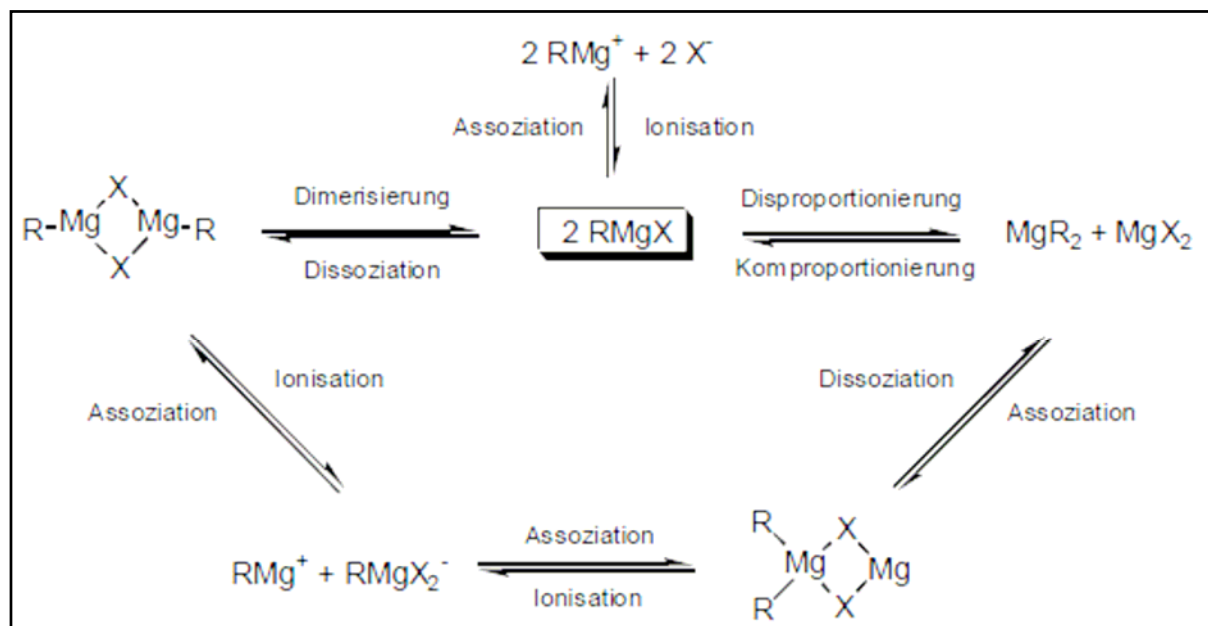 2 RMg⁺ + 2 X⁻
Assoziation Ionisation
X
R-Mg Mg-R
X
Dimerisierung
Dissoziation
2 RMgX
Disproportionierung
Komproportionierung
MgR₂ + MgX₂
Ionisation
Assoziation
Dissoziation
Assoziation
RMg⁺ + RMgX₂⁻
Assoziation
Ionisation
R X
Mg Mg
R X